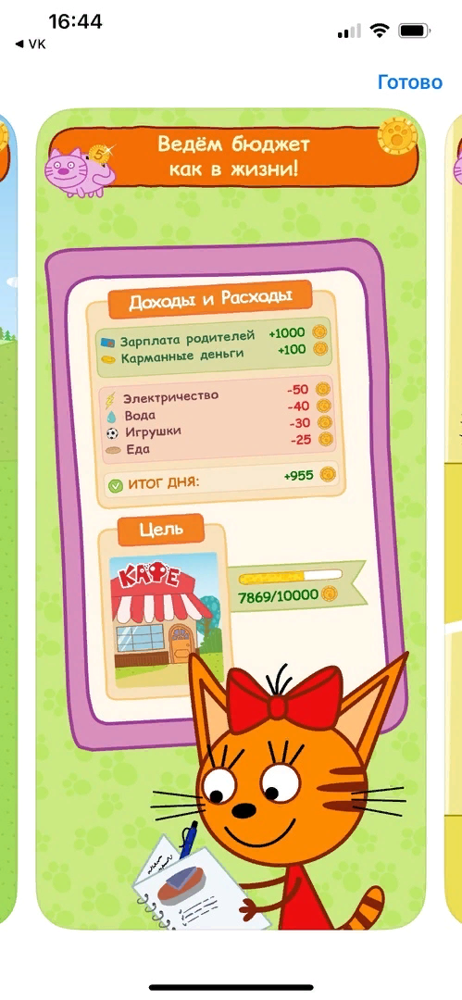 16:44
◀ VK
Готово
Ведём бюджет
как в жизни!
5
Доходы и Расходы
Зарплата родителей +1000
Карманные деньги +100
Электричество -50
Вода -40
Игрушки -30
Еда -25
ИТОГ ДНЯ: +955
Цель
КАФЕ
7869/10000